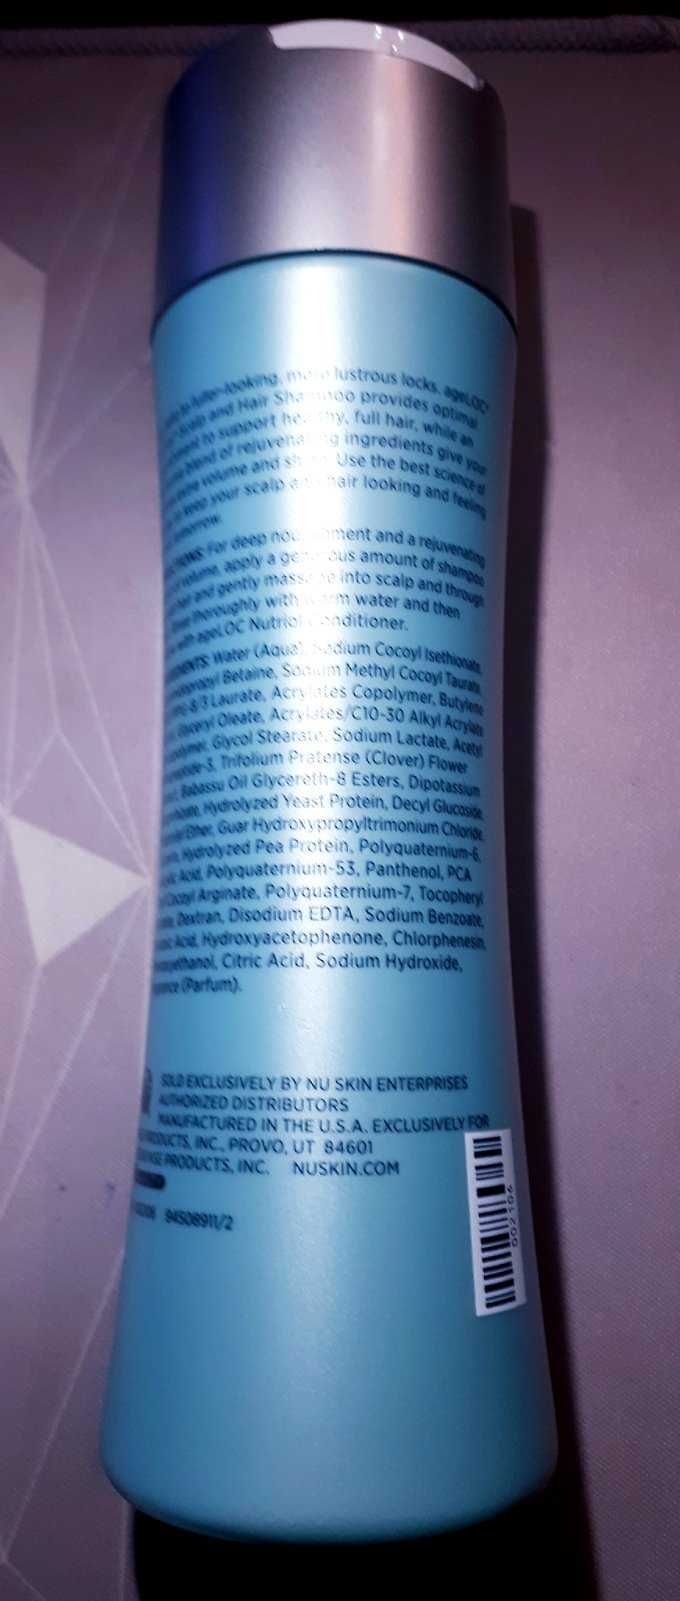 to fuller-looking, more lustrous locks. ageLOC®
Scalp and Hair Shampoo provides optimal
to support healthy, full hair, while an
blend of rejuvenating ingredients give your
volume and shine. Use the best science of
to keep your scalp and hair looking and feeling
tomorrow.
For deep nourishment and a rejuvenating
volume, apply a generous amount of shampoo
and gently massage into scalp and through
thoroughly with warm water and then
with ageLOC Nutriol Conditioner.
Water (Aqua), Sodium Cocoyl Isethionate,
Betaine, Sodium Methyl Cocoyl Taurate,
Laurate, Acrylates Copolymer, Butylene
Glyceryl Oleate, Acrylates/C10-30 Alkyl Acrylate
Glycol Stearate, Sodium Lactate, Acetyl
Trifolium Pratense (Clover) Flower
Babassu Oil Glycereth-8 Esters, Dipotassium
Hydrolyzed Yeast Protein, Decyl Glucoside,
Ether, Guar Hydroxypropyltrimonium Chloride,
Hydrolyzed Pea Protein, Polyquaternium-6,
Acid, Polyquaternium-53, Panthenol, PCA
Cocoyl Arginate, Polyquaternium-7, Tocopheryl
Dextran, Disodium EDTA, Sodium Benzoate,
Acid, Hydroxyacetophenone, Chlorphenesin,
Citric Acid, Sodium Hydroxide,
(Parfum).
SOLD EXCLUSIVELY BY NU SKIN ENTERPRISES
AUTHORIZED DISTRIBUTORS
MANUFACTURED IN THE U.S.A. EXCLUSIVELY FOR
PRODUCTS, INC., PROVO, UT 84601
PRODUCTS, INC. NUSKIN.COM
94508911/2
002106